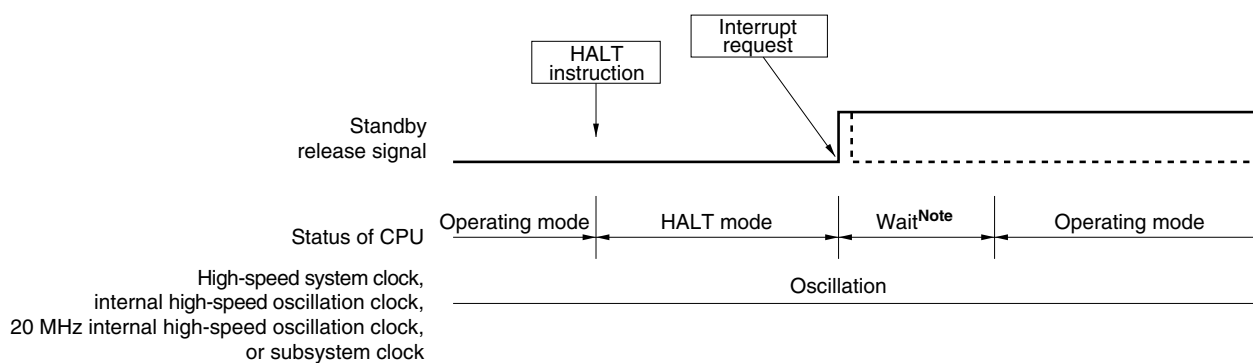 HALT
instruction
Interrupt
request
Standby
release signal
Status of CPU
Operating mode
HALT mode
WaitNote
Operating mode
High-speed system clock,
internal high-speed oscillation clock,
20 MHz internal high-speed oscillation clock,
or subsystem clock
Oscillation